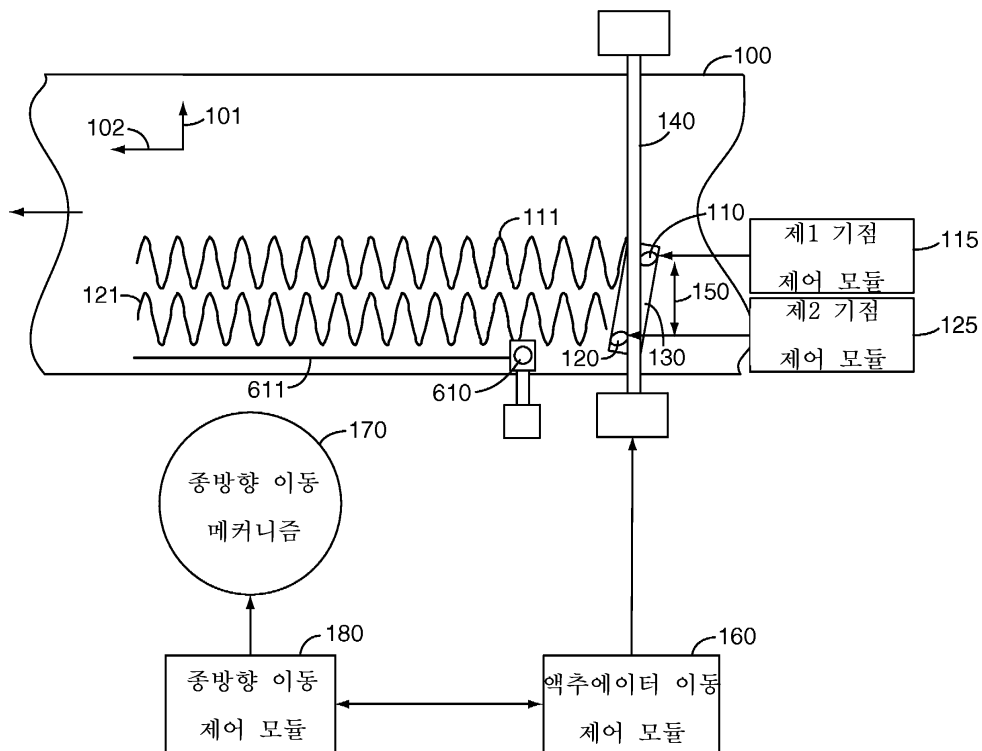 100
101
102
140
111
110
제1 기점
제어 모듈
115
121
150
제2 기점
제어 모듈
125
120
130
611
610
170
종방향 이동
메커니즘
180
종방향 이동
제어 모듈
160
액추에이터 이동
제어 모듈